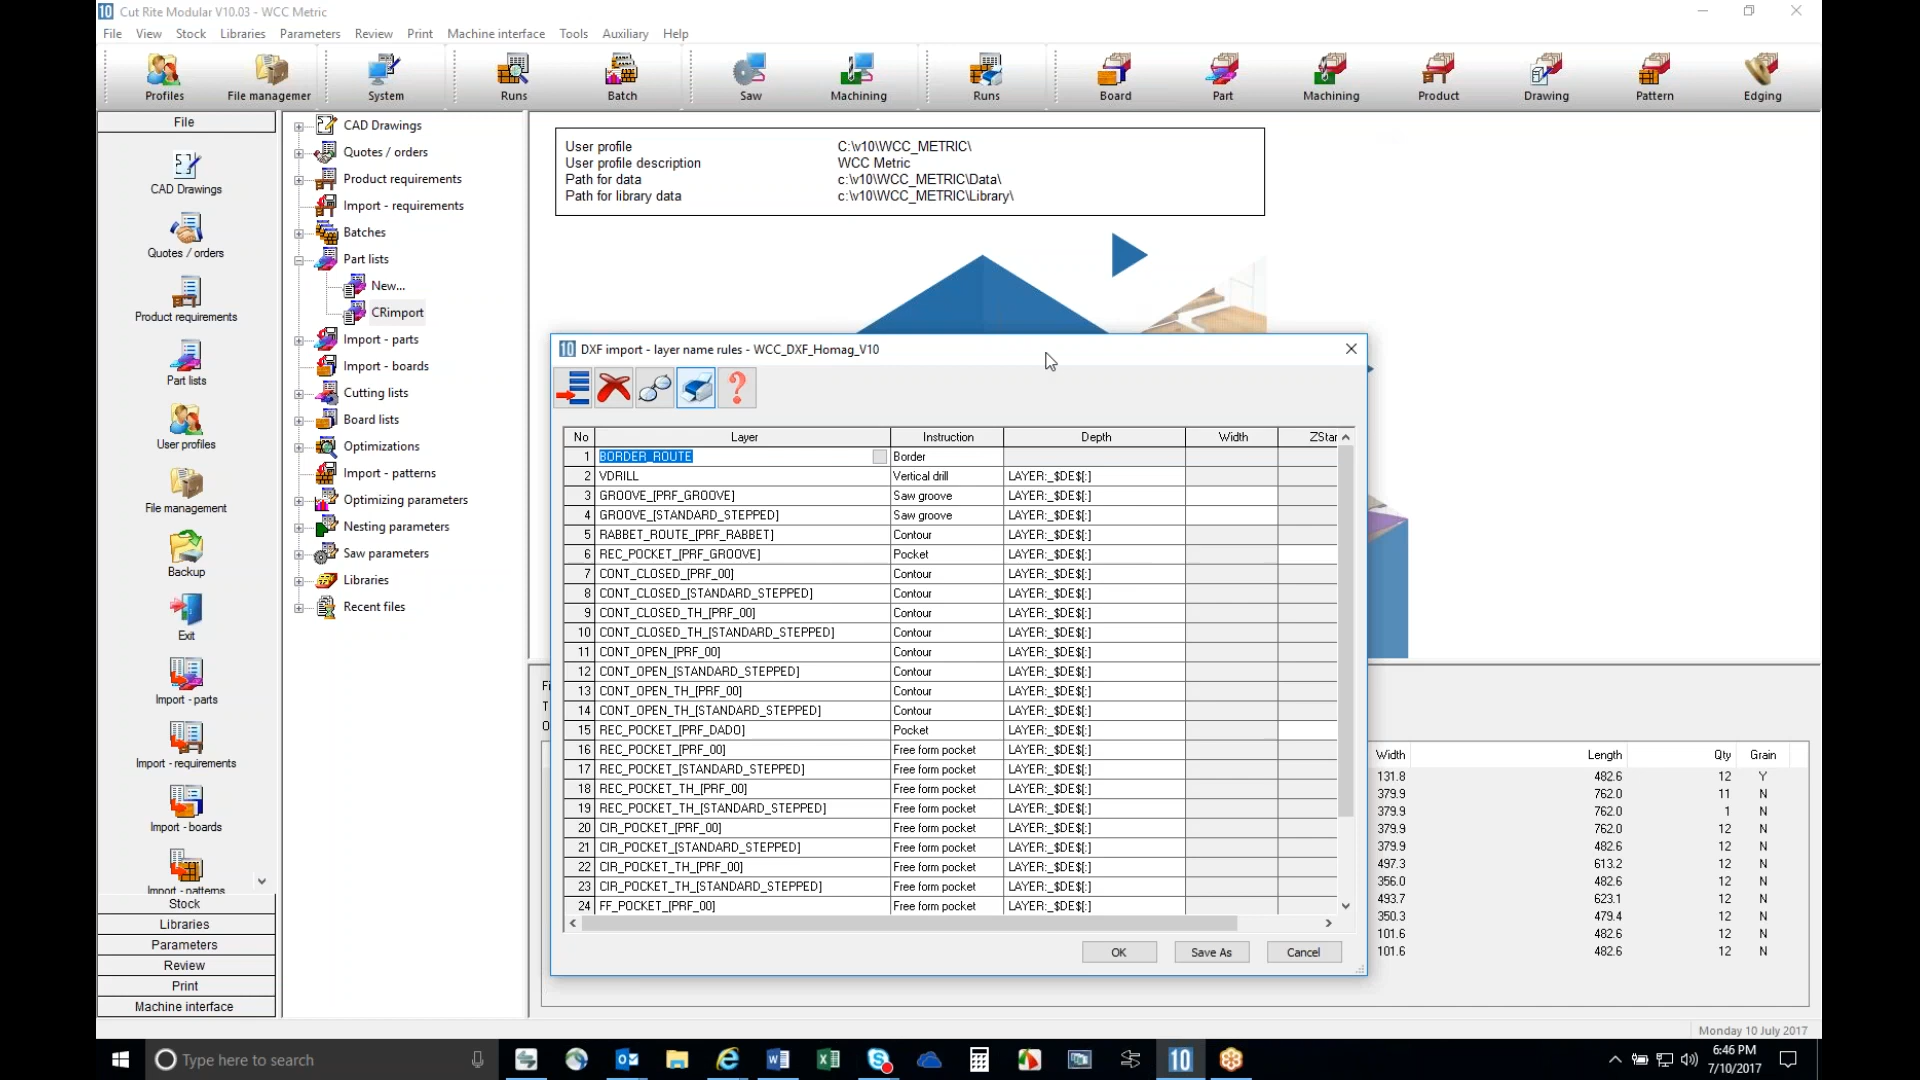 10 Cut Rite Modular V10.03 - WCC Metric
File View Stock Libraries Parameters Review Print Machine interface Tools Auxiliary Help
Profiles File managemer System Runs Batch Saw Machining Runs Board Part Machining Product Drawing Pattern Edging
File
CAD Drawings
Quotes / orders
Product requirements
Part lists
User profiles
File management
Backup
Exit
Import - parts
Import - requirements
Import - boards
Import - patterns
Stock
Libraries
Parameters
Review
Print
Machine interface
CAD Drawings
Quotes / orders
Product requirements
Import - requirements
Batches
Part lists
New...
CRimport
Import - parts
Import - boards
Cutting lists
Board lists
Optimizations
Import - patterns
Optimizing parameters
Nesting parameters
Saw parameters
Libraries
Recent files
User profile C:\v10\WCC_METRIC\
User profile description WCC Metric
Path for data c:\v10\WCC_METRIC\Data\
Path for library data c:\v10\WCC_METRIC\Library\
10 DXF import - layer name rules - WCC_DXF_Homag_V10
No Layer Instruction Depth Width ZStar
1 BORDER_ROUTE Border
2 VDRILL Vertical drill LAYER:_$DE$[:]
3 GROOVE_[PRF_GROOVE] Saw groove LAYER:_$DE$[:]
4 GROOVE_[STANDARD_STEPPED] Saw groove LAYER:_$DE$[:]
5 RABBET_ROUTE_[PRF_RABBET] Contour LAYER:_$DE$[:]
6 REC_POCKET_[PRF_GROOVE] Pocket LAYER:_$DE$[:]
7 CONT_CLOSED_[PRF_00] Contour LAYER:_$DE$[:]
8 CONT_CLOSED_[STANDARD_STEPPED] Contour LAYER:_$DE$[:]
9 CONT_CLOSED_TH_[PRF_00] Contour LAYER:_$DE$[:]
10 CONT_CLOSED_TH_[STANDARD_STEPPED] Contour LAYER:_$DE$[:]
11 CONT_OPEN_[PRF_00] Contour LAYER:_$DE$[:]
12 CONT_OPEN_[STANDARD_STEPPED] Contour LAYER:_$DE$[:]
13 CONT_OPEN_TH_[PRF_00] Contour LAYER:_$DE$[:]
14 CONT_OPEN_TH_[STANDARD_STEPPED] Contour LAYER:_$DE$[:]
15 REC_POCKET_[PRF_DADO] Pocket LAYER:_$DE$[:]
16 REC_POCKET_[PRF_00] Free form pocket LAYER:_$DE$[:]
17 REC_POCKET_[STANDARD_STEPPED] Free form pocket LAYER:_$DE$[:]
18 REC_POCKET_TH_[PRF_00] Free form pocket LAYER:_$DE$[:]
19 REC_POCKET_TH_[STANDARD_STEPPED] Free form pocket LAYER:_$DE$[:]
20 CIR_POCKET_[PRF_00] Free form pocket LAYER:_$DE$[:]
21 CIR_POCKET_[STANDARD_STEPPED] Free form pocket LAYER:_$DE$[:]
22 CIR_POCKET_TH_[PRF_00] Free form pocket LAYER:_$DE$[:]
23 CIR_POCKET_TH_[STANDARD_STEPPED] Free form pocket LAYER:_$DE$[:]
24 FF_POCKET_[PRF_00] Free form pocket LAYER:_$DE$[:]
OK Save As Cancel
Width Length Qty Grain
131.8 482.6 12 Y
379.9 762.0 11 N
379.9 762.0 1 N
379.9 762.0 12 N
379.9 482.6 12 N
497.3 613.2 12 N
356.0 482.6 12 N
493.7 623.1 12 N
350.3 479.4 12 N
101.6 482.6 12 N
101.6 482.6 12 N
Monday 10 July 2017
Type here to search
10
6:46 PM
7/10/2017